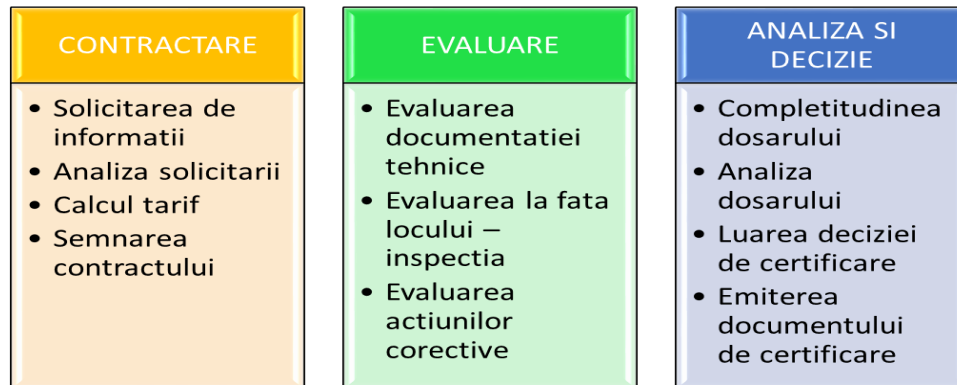 CONTRACTARE
• Solicitarea de
informatii
• Analiza solicitarii
• Calcul tarif
• Semnarea
contractului
EVALUARE
• Evaluarea
documentatiei
tehnice
• Evaluarea la fata
locului –
inspectia
• Evaluarea
actiunilor
corective
ANALIZA SI
DECIZIE
• Completitudinea
dosarului
• Analiza
dosarului
• Luarea deciziei
de certificare
• Emiterea
documentului
de certificare